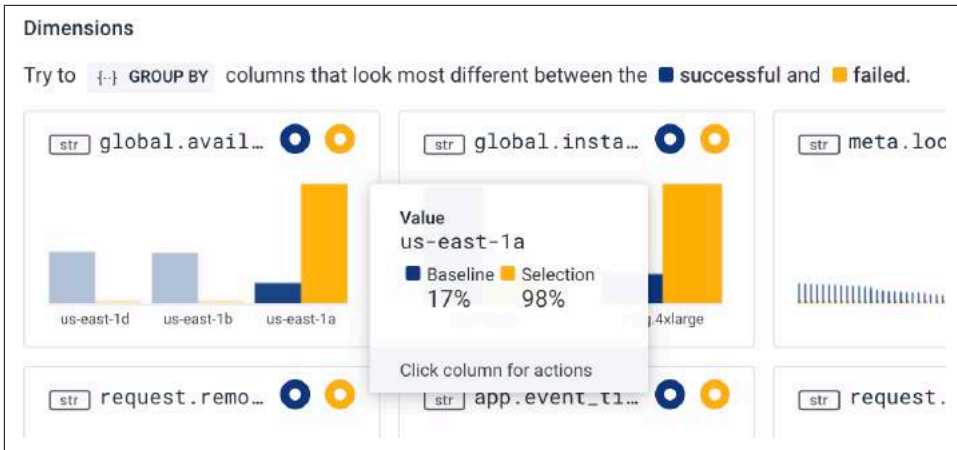 Dimensions
Try to {··} GROUP BY columns that look most different between the successful and failed.
str global.avail…
str global.insta…
str meta.loc
us-east-1d us-east-1b us-east-1a
Value
us-east-1a
Baseline Selection
17% 98%
Click column for actions
.4xlarge
str request.remo…
str app.event_ti…
str request.